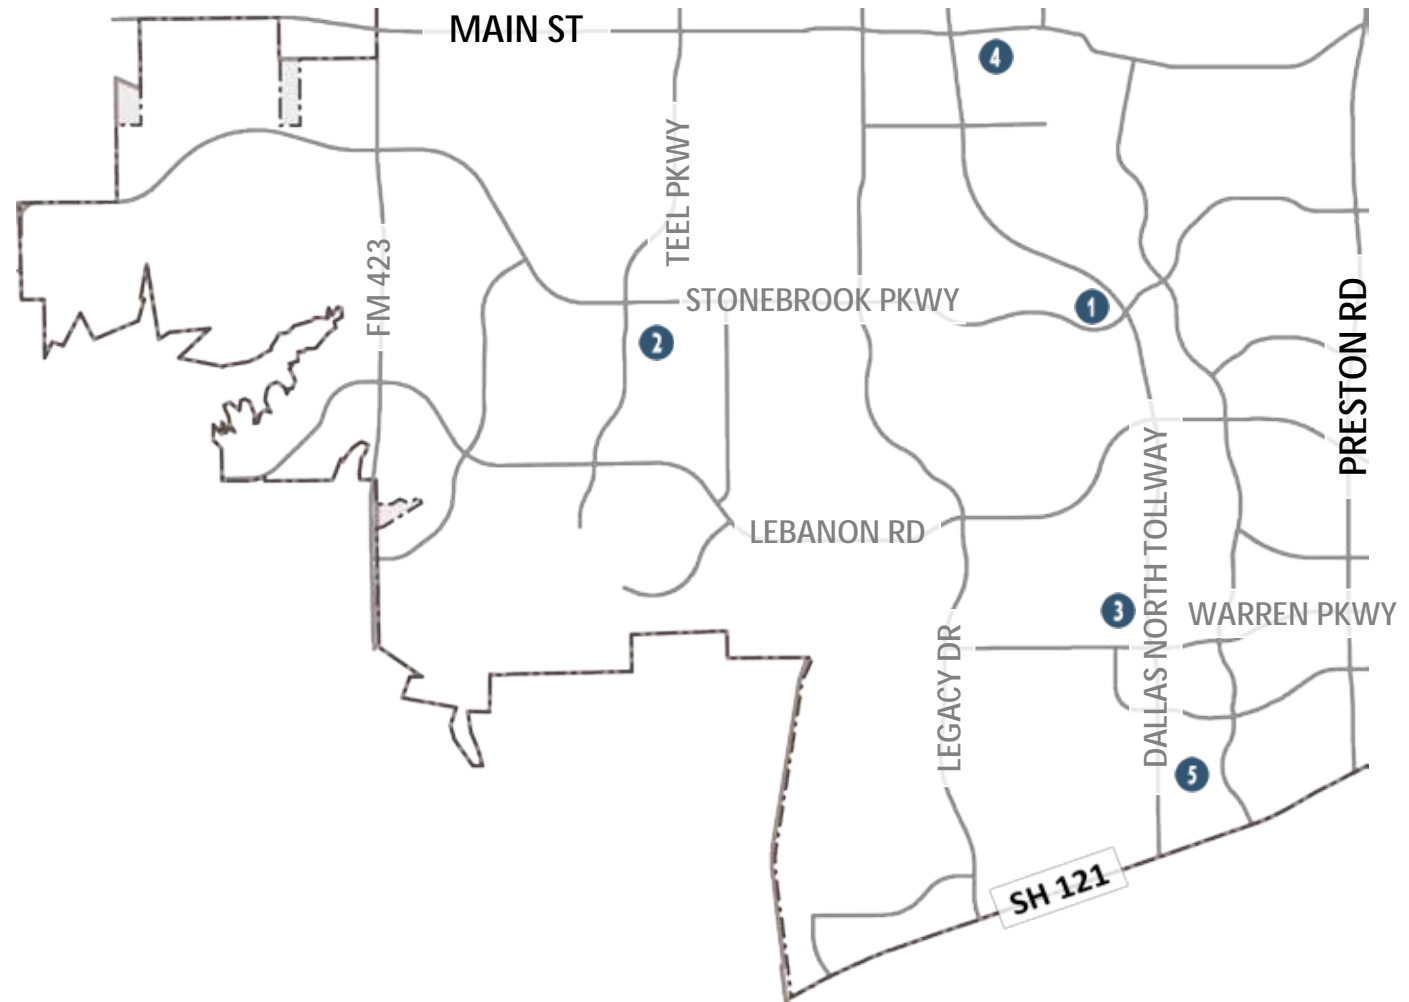 MAIN ST
4
TEEL PKWY
FM 423
STONEBROOK PKWY
1
2
PRESTON RD
LEBANON RD
DALLAS NORTH TOLLWAY
3
WARREN PKWY
LEGACY DR
5
SH 121